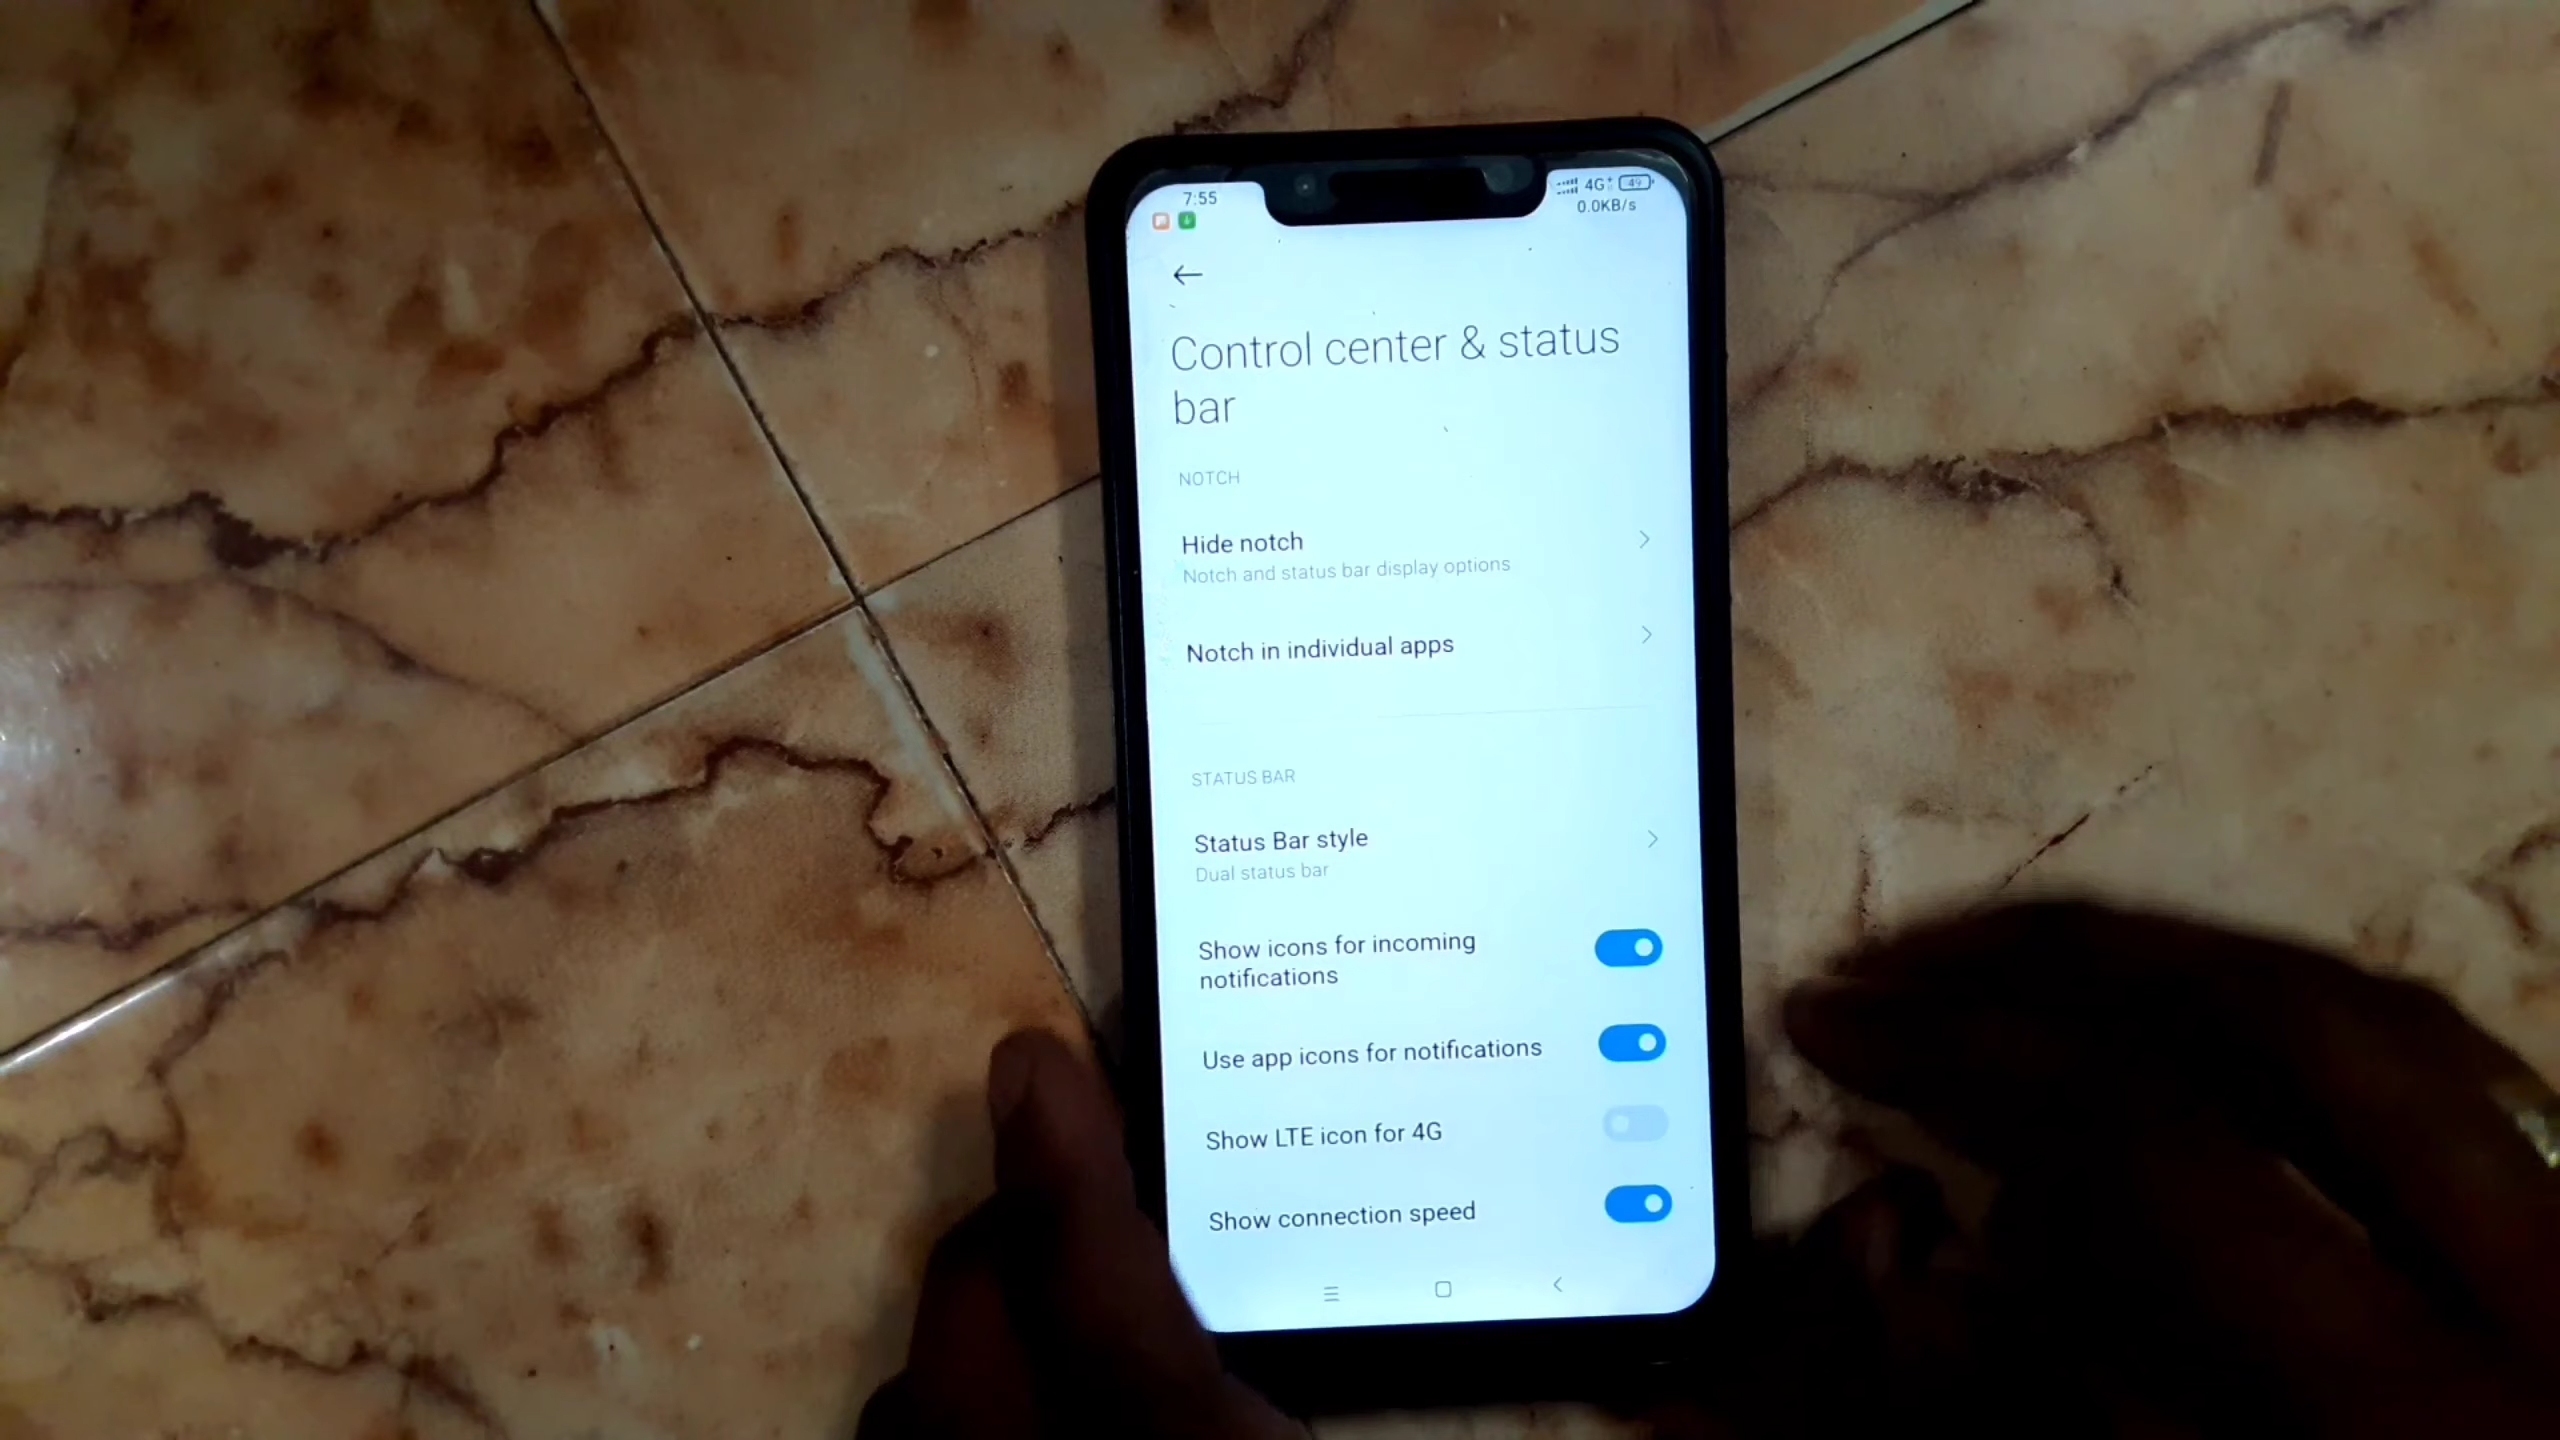 7:55
4G+ 49
0.0KB/s
Control center & status
bar
NOTCH
Hide notch
Notch and status bar display options
Notch in individual apps
STATUS BAR
Status Bar style
Dual status bar
Show icons for incoming
notifications
Use app icons for notifications
Show LTE icon for 4G
Show connection speed